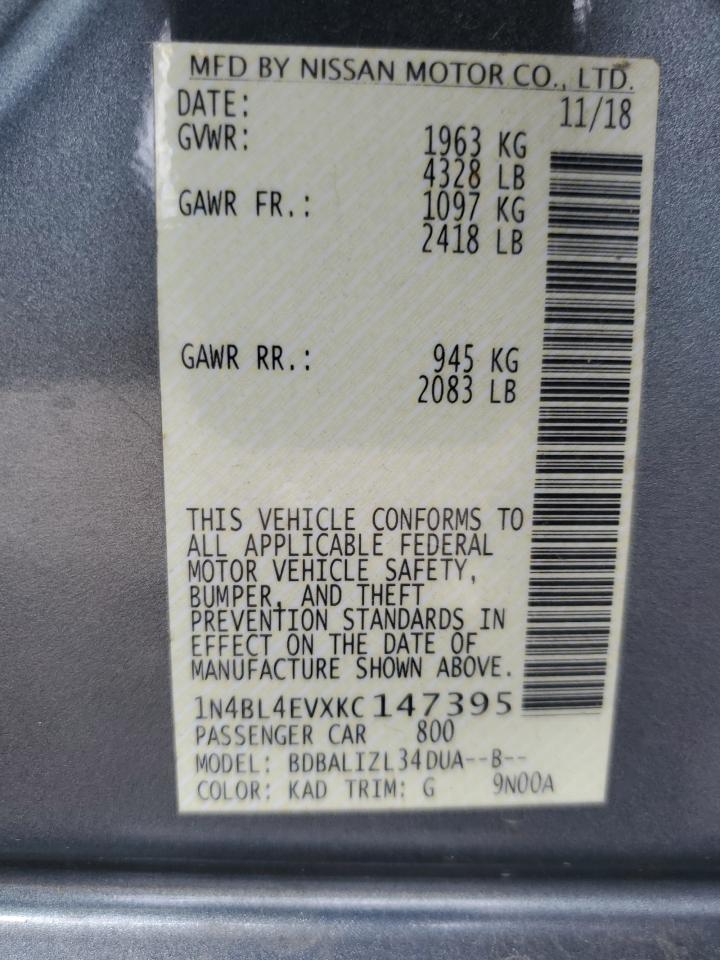 MFD BY NISSAN MOTOR CO., LTD.
DATE: 11/18
GVWR: 1963 KG
4328 LB
GAWR FR.: 1097 KG
2418 LB
GAWR RR.: 945 KG
2083 LB
THIS VEHICLE CONFORMS TO
ALL APPLICABLE FEDERAL
MOTOR VEHICLE SAFETY,
BUMPER, AND THEFT
PREVENTION STANDARDS IN
EFFECT ON THE DATE OF
MANUFACTURE SHOWN ABOVE.
1N4BL4EVXKC147395
PASSENGER CAR 800
MODEL: BDBALIZL34DUA--B--
COLOR: KAD TRIM: G 9N00A